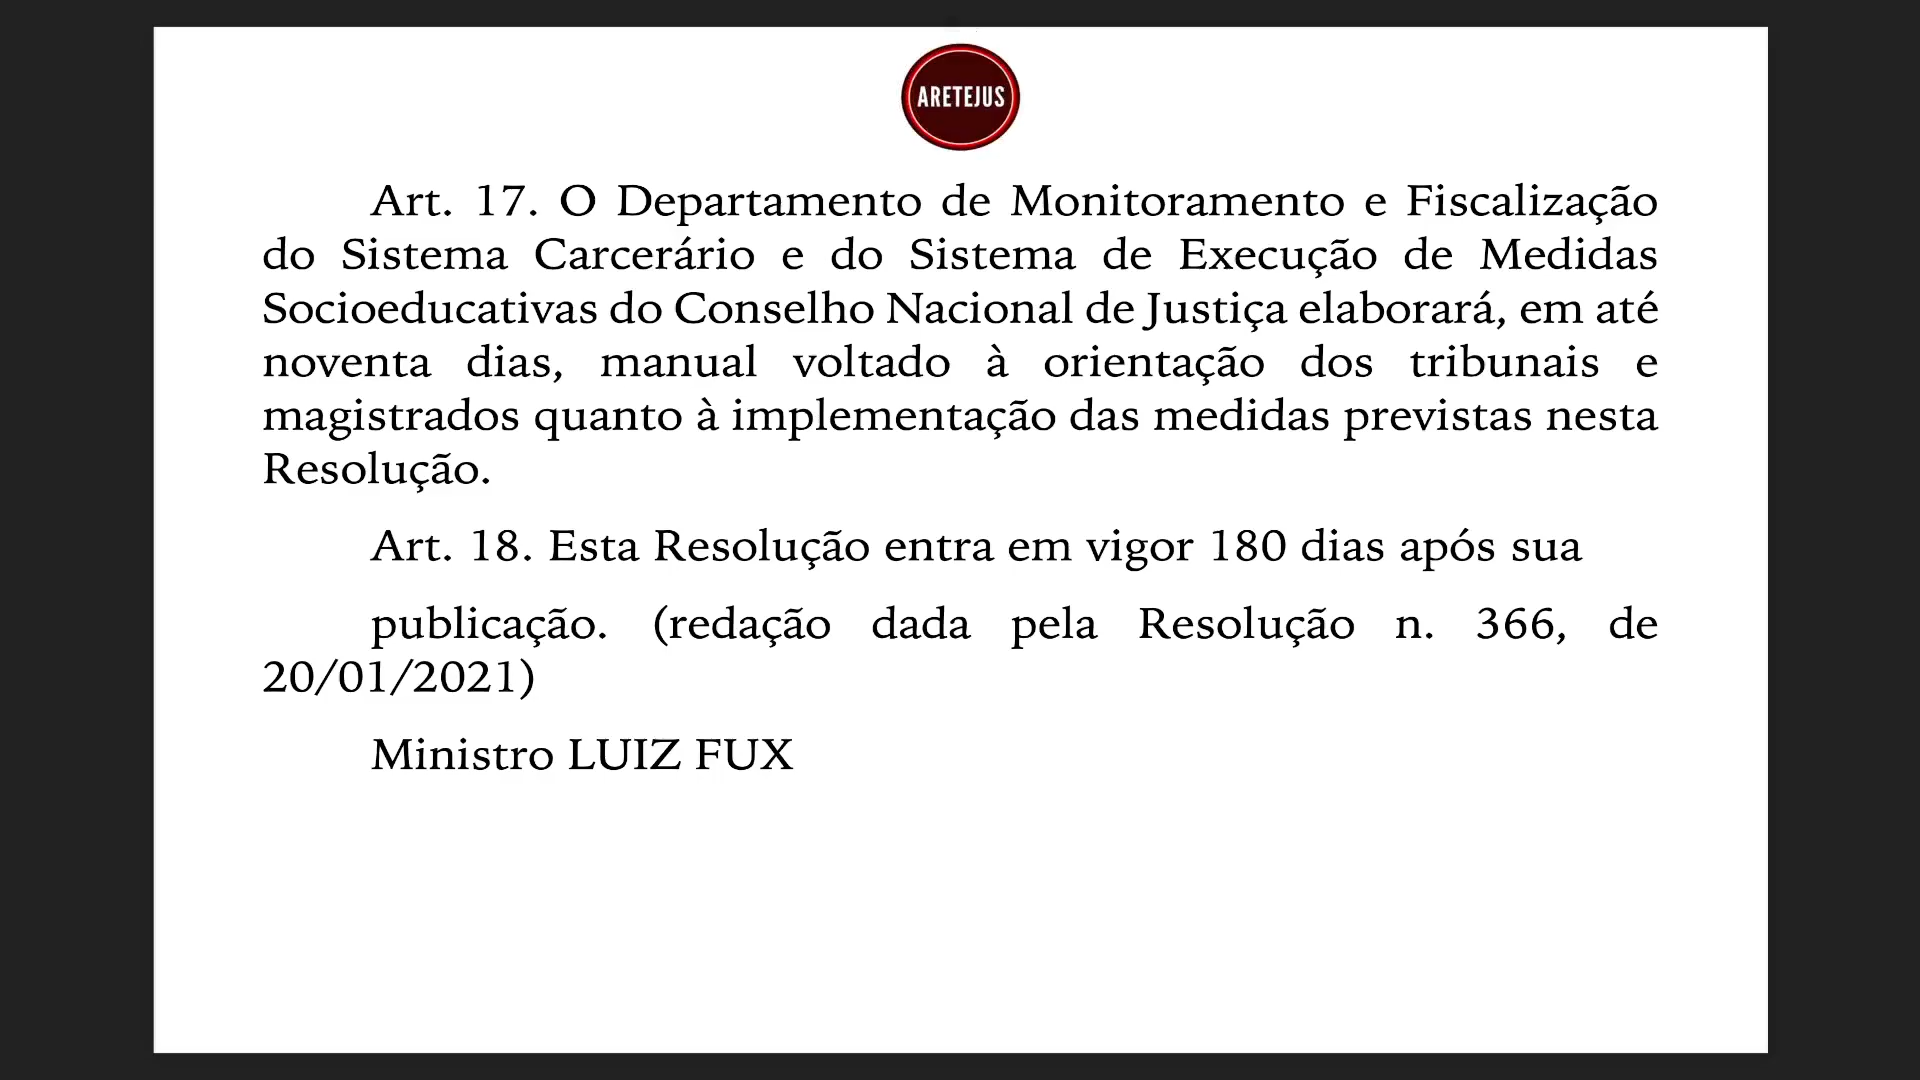 ARETEJUS
Art. 17. O Departamento de Monitoramento e Fiscalização
do Sistema Carcerário e do Sistema de Execução de Medidas
Socioeducativas do Conselho Nacional de Justiça elaborará, em até
noventa dias, manual voltado à orientação dos tribunais e
magistrados quanto à implementação das medidas previstas nesta
Resolução.
Art. 18. Esta Resolução entra em vigor 180 dias após sua
publicação. (redação dada pela Resolução n. 366, de
20/01/2021)
Ministro LUIZ FUX